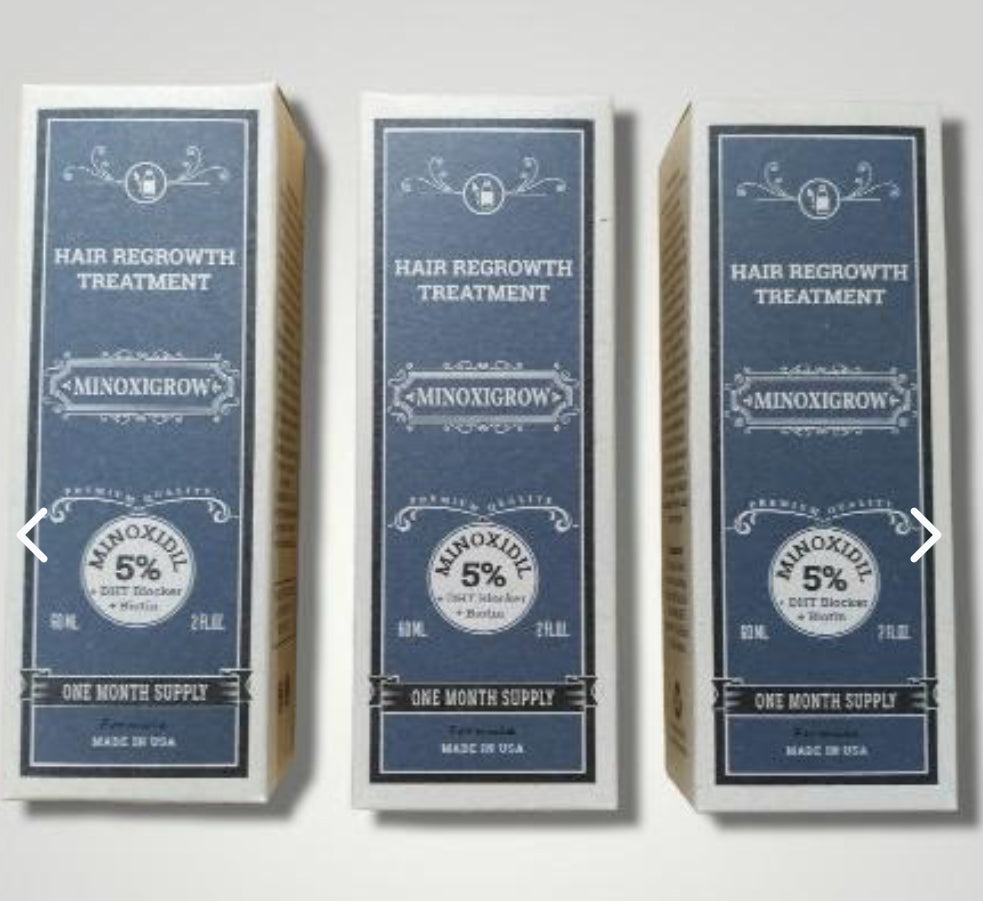 HAIR REGROWTH
TREATMENT
MINOXIGROW
PREMIUM QUALITY
MINOXIDIL
5%
+ DHT Blocker
+ Biotin
60 ML
2 FL.OZ.
ONE MONTH SUPPLY
Formula
MADE IN USA
HAIR REGROWTH
TREATMENT
MINOXIGROW
PREMIUM QUALITY
MINOXIDIL
5%
+ DHT Blocker
+ Biotin
60 ML
2 FL.OZ.
ONE MONTH SUPPLY
Formula
MADE IN USA
HAIR REGROWTH
TREATMENT
MINOXIGROW
PREMIUM QUALITY
MINOXIDIL
5%
+ DHT Blocker
+ Biotin
60 ML
2 FL.OZ.
ONE MONTH SUPPLY
Formula
MADE IN USA